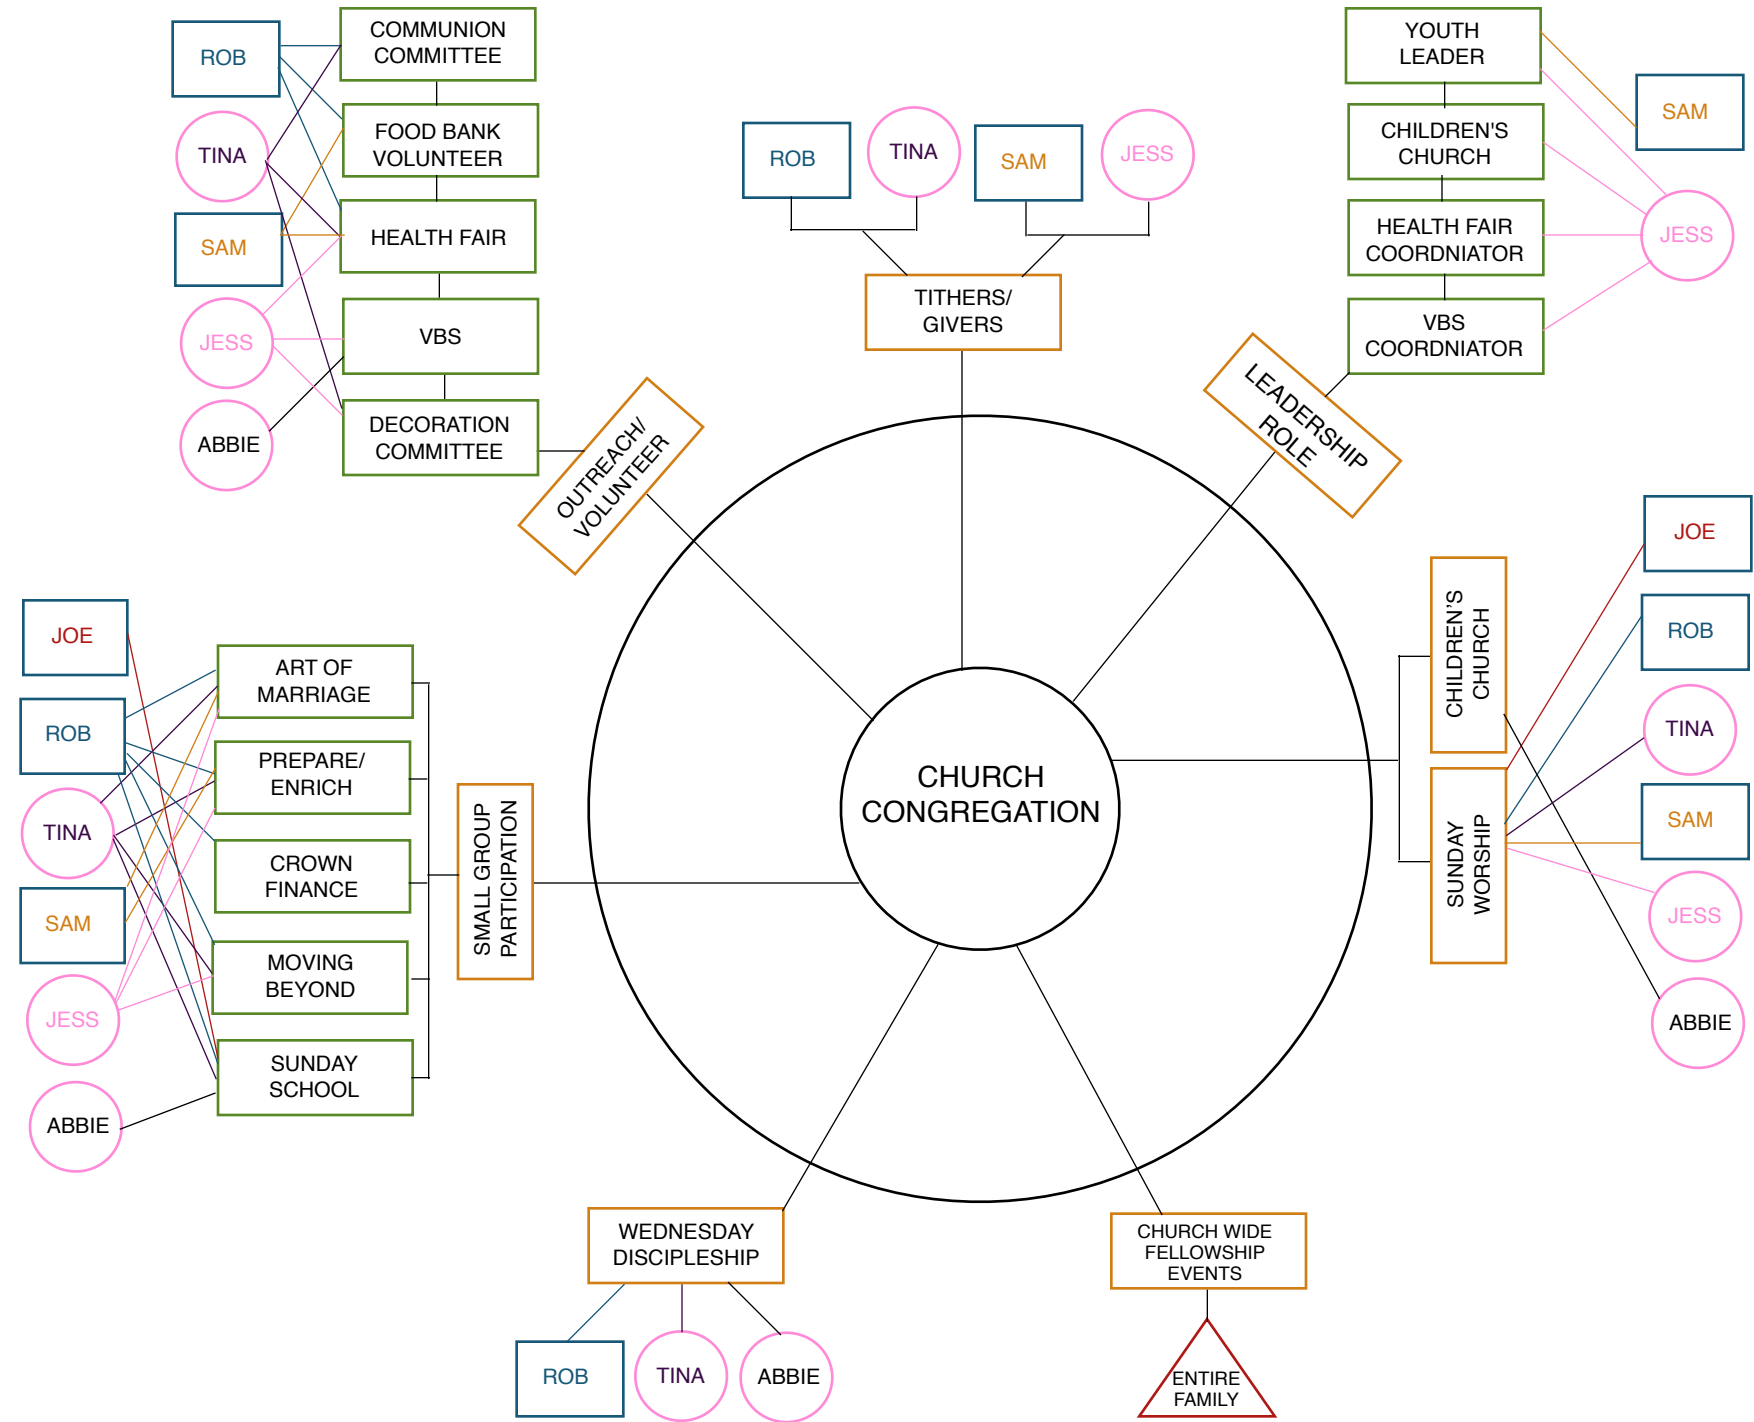 ROB
TINA
SAM
JESS
ABBIE
COMMUNION
COMMITTEE
FOOD BANK
VOLUNTEER
HEALTH FAIR
VBS
DECORATION
COMMITTEE
OUTREACH/
VOLUNTEER
ROB
TINA
SAM
JESS
TITHERS/
GIVERS
YOUTH
LEADER
CHILDREN'S
CHURCH
HEALTH FAIR
COORDNIATOR
VBS
COORDNIATOR
SAM
JESS
LEADERSHIP
ROLE
JOE
ROB
TINA
SAM
JESS
ABBIE
ART OF
MARRIAGE
PREPARE/
ENRICH
CROWN
FINANCE
MOVING
BEYOND
SUNDAY
SCHOOL
SMALL GROUP
PARTICIPATION
CHURCH
CONGREGATION
CHILDREN'S
CHURCH
SUNDAY
WORSHIP
JOE
ROB
TINA
SAM
JESS
ABBIE
WEDNESDAY
DISCIPLESHIP
ROB
TINA
ABBIE
CHURCH WIDE
FELLOWSHIP
EVENTS
ENTIRE
FAMILY